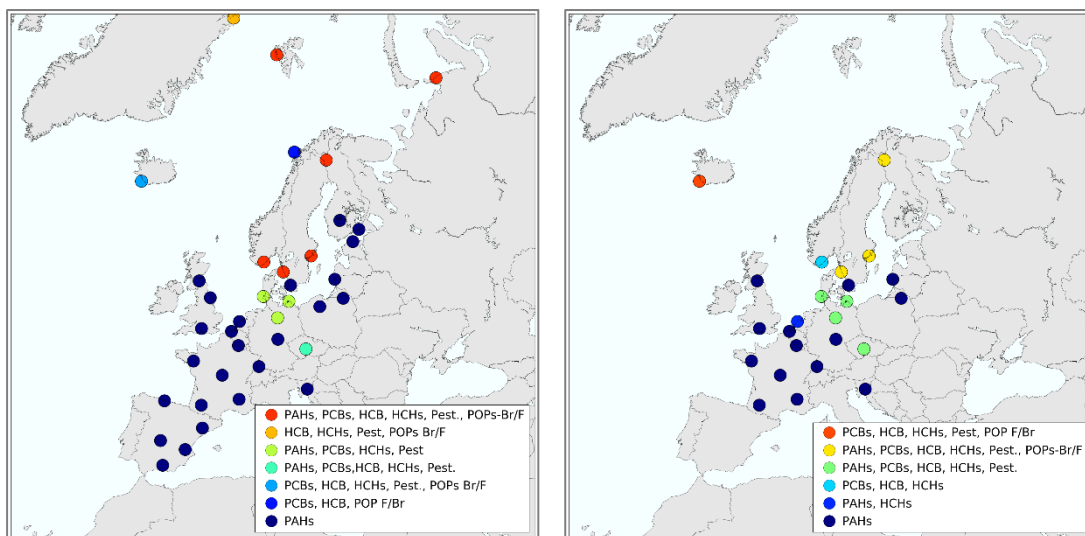 PAHs, PCBs, HCB, HCHs, Pest., POPs-Br/F
HCB, HCHs, Pest, POPs Br/F
PAHs, PCBs, HCHs, Pest
PAHs, PCBs,HCB, HCHs, Pest.
PCBs, HCB, HCHs, Pest., POPs Br/F
PCBs, HCB, POP F/Br
PAHs
PCBs, HCB, HCHs, Pest, POP F/Br
PAHs, PCBs, HCB, HCHs, Pest., POPs-Br/F
PAHs, PCBs, HCB, HCHs, Pest.
PCBs, HCB, HCHs
PAHs, HCHs
PAHs